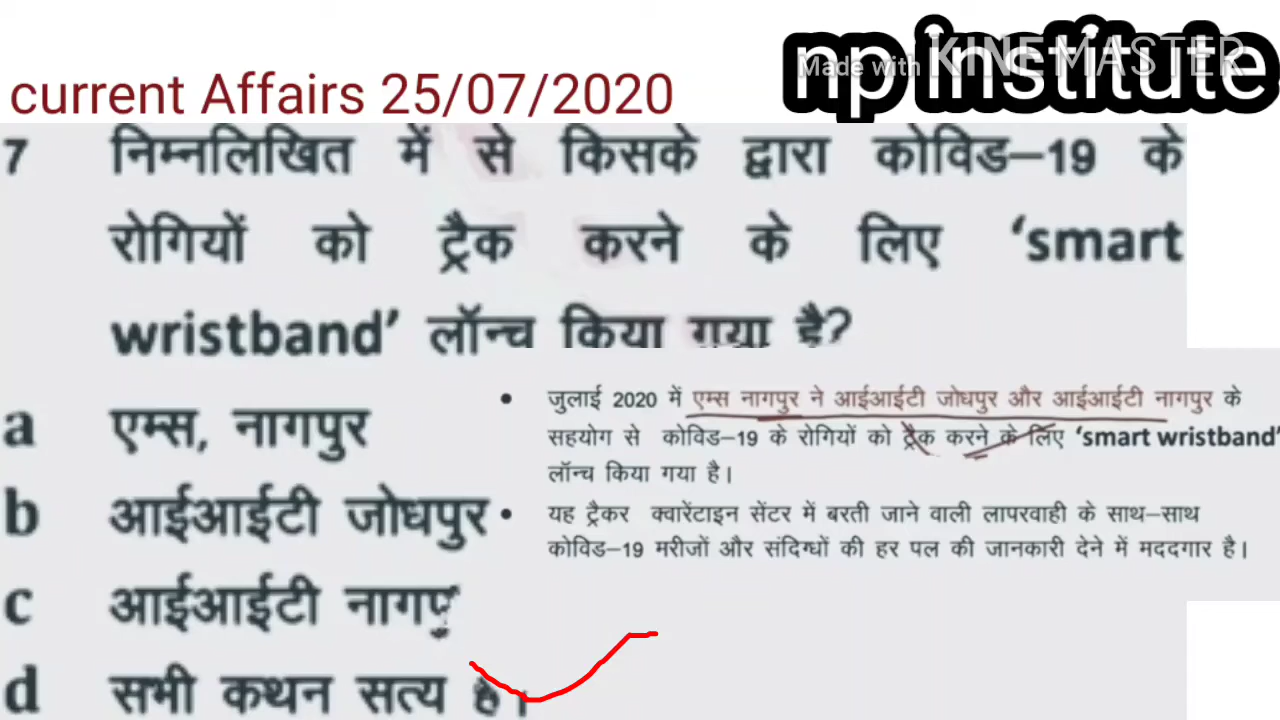 np institute
Made with KINEMASTER
current Affairs 25/07/2020
7 निम्नलिखित में से किसके द्वारा कोविड–19 के
रोगियों को ट्रैक करने के लिए ‘smart
wristband’ लॉन्च किया गया है?
a एम्स, नागपुर
b आईआईटी जोधपुर
c आईआईटी नागपु
d सभी कथन सत्य है।
• जुलाई 2020 में एम्स नागपुर ने आईआईटी जोधपुर और आईआईटी नागपुर के
सहयोग से कोविड–19 के रोगियों को ट्रैक करने के लिए ‘smart wristband’
लॉन्च किया गया है।
• यह ट्रैकर क्वारेंटाइन सेंटर में बरती जाने वाली लापरवाही के साथ–साथ
कोविड–19 मरीजों और संदिग्धों की हर पल की जानकारी देने में मददगार है।